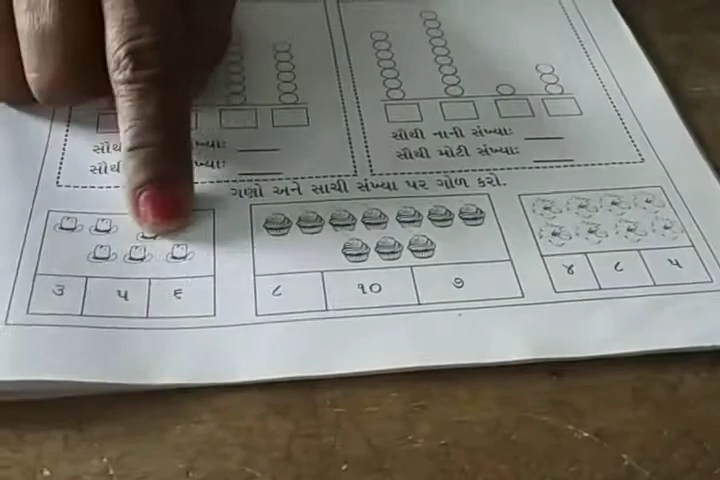 સૌથી નાની સંખ્યાઃ
સૌથી મોટી સંખ્યાઃ
ગણો અને સાચી સંખ્યા પર ગોળ કરો.
૩ ૫ ૬
૮ ૧૦ ૭
૪ ૮ ૫